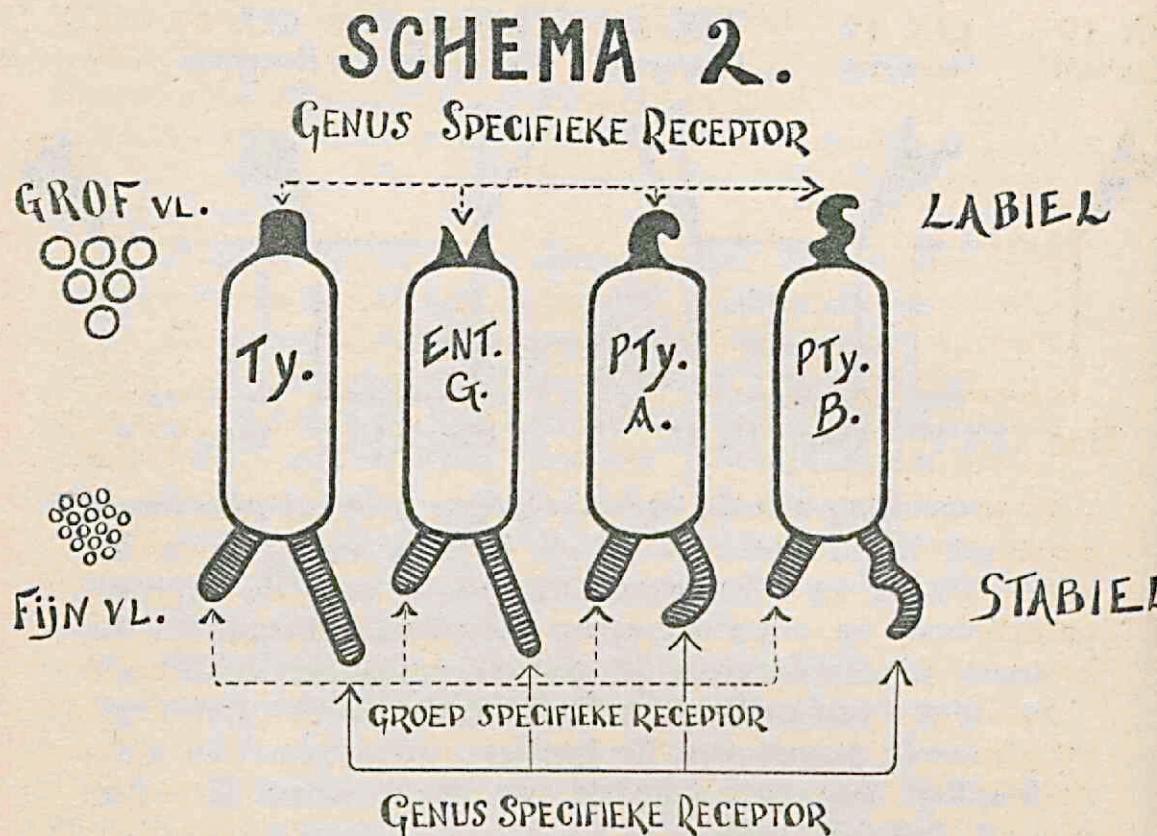 SCHEMA 2.
GENUS SPECIFIEKE RECEPTOR
GROF VL.
LABIEL
Ty.
ENT.
G.
PTy.
A.
PTy.
B.
FijN VL.
STABIEL
GROEP SPECIFIEKE RECEPTOR
GENUS SPECIFIEKE RECEPTOR